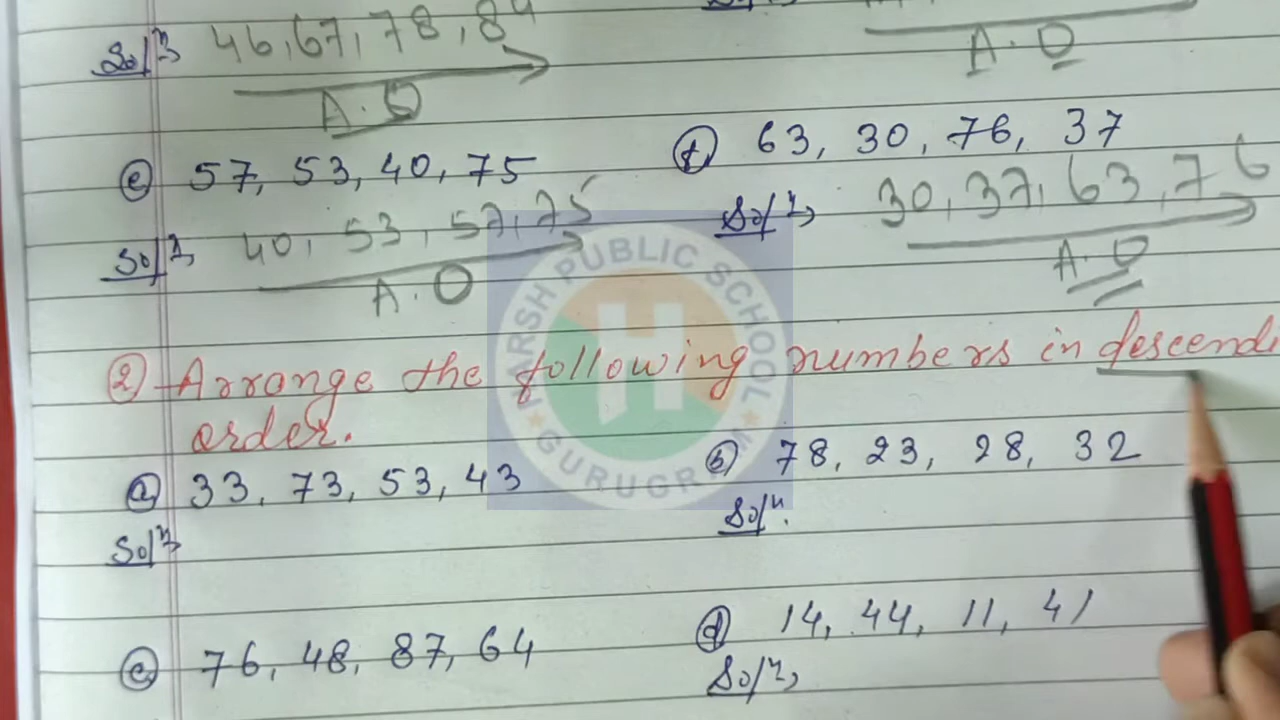 Solⁿ 46, 67, 78, 84
A.O
A.O
(e) 57, 53, 40, 75
(f) 63, 30, 76, 37
Solⁿ, 40, 53, 57, 75
Solⁿ, 30, 37, 63, 76
A.O
A.O
(2) Arrange the following numbers in descendi
order.
(a) 33, 73, 53, 43
(b) 78, 23, 28, 32
Solⁿ
Solⁿ.
(c) 76, 48, 87, 64
(d) 14, 44, 11, 41
Solⁿ,
HARSH PUBLIC SCHOOL
H
GURUGRAM